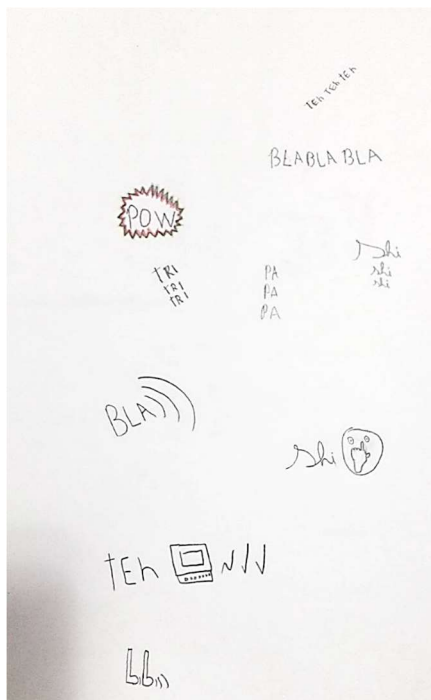 TEh TEh TEh
BLABLABLA
POW
TRI
TRI
TRI
PA
PA
PA
Shi
shi
shi
BLA
Shi
tEh